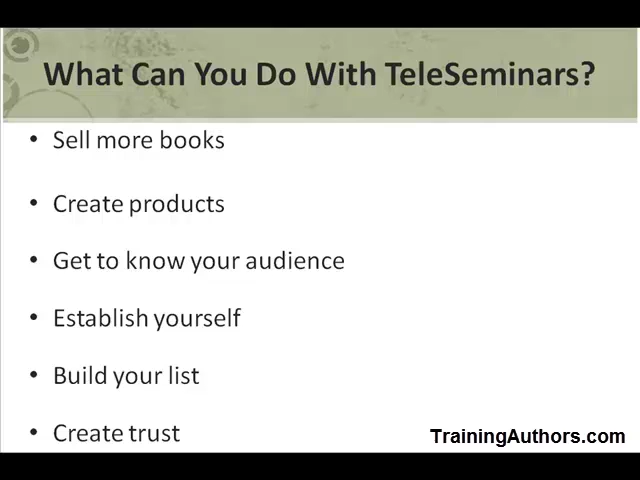 What Can You Do With TeleSeminars?
• Sell more books
• Create products
• Get to know your audience
• Establish yourself
• Build your list
• Create trust
TrainingAuthors.com